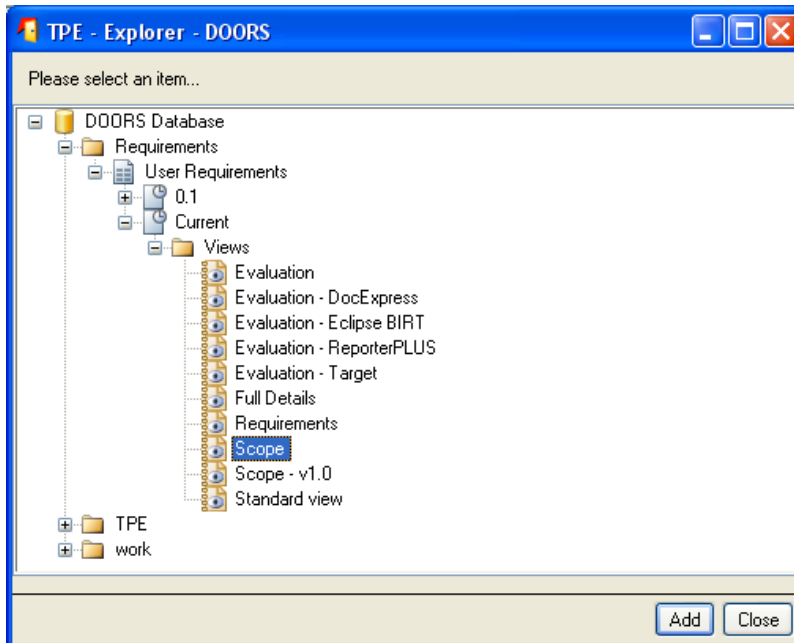 TPE - Explorer - DOORS
Please select an item...
DOORS Database
Requirements
User Requirements
0.1
Current
Views
Evaluation
Evaluation - DocExpress
Evaluation - Eclipse BIRT
Evaluation - ReporterPLUS
Evaluation - Target
Full Details
Requirements
Scope
Scope - v1.0
Standard view
TPE
work
Add Close